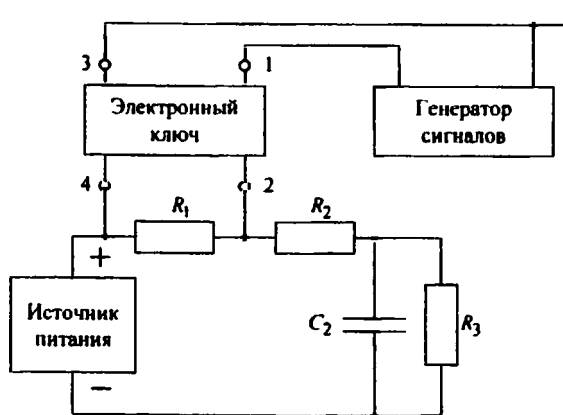 3
1
Электронный
ключ
Генератор
сигналов
4
2
R₁
R₂
+
Источник
питания
C₂
R₃
−